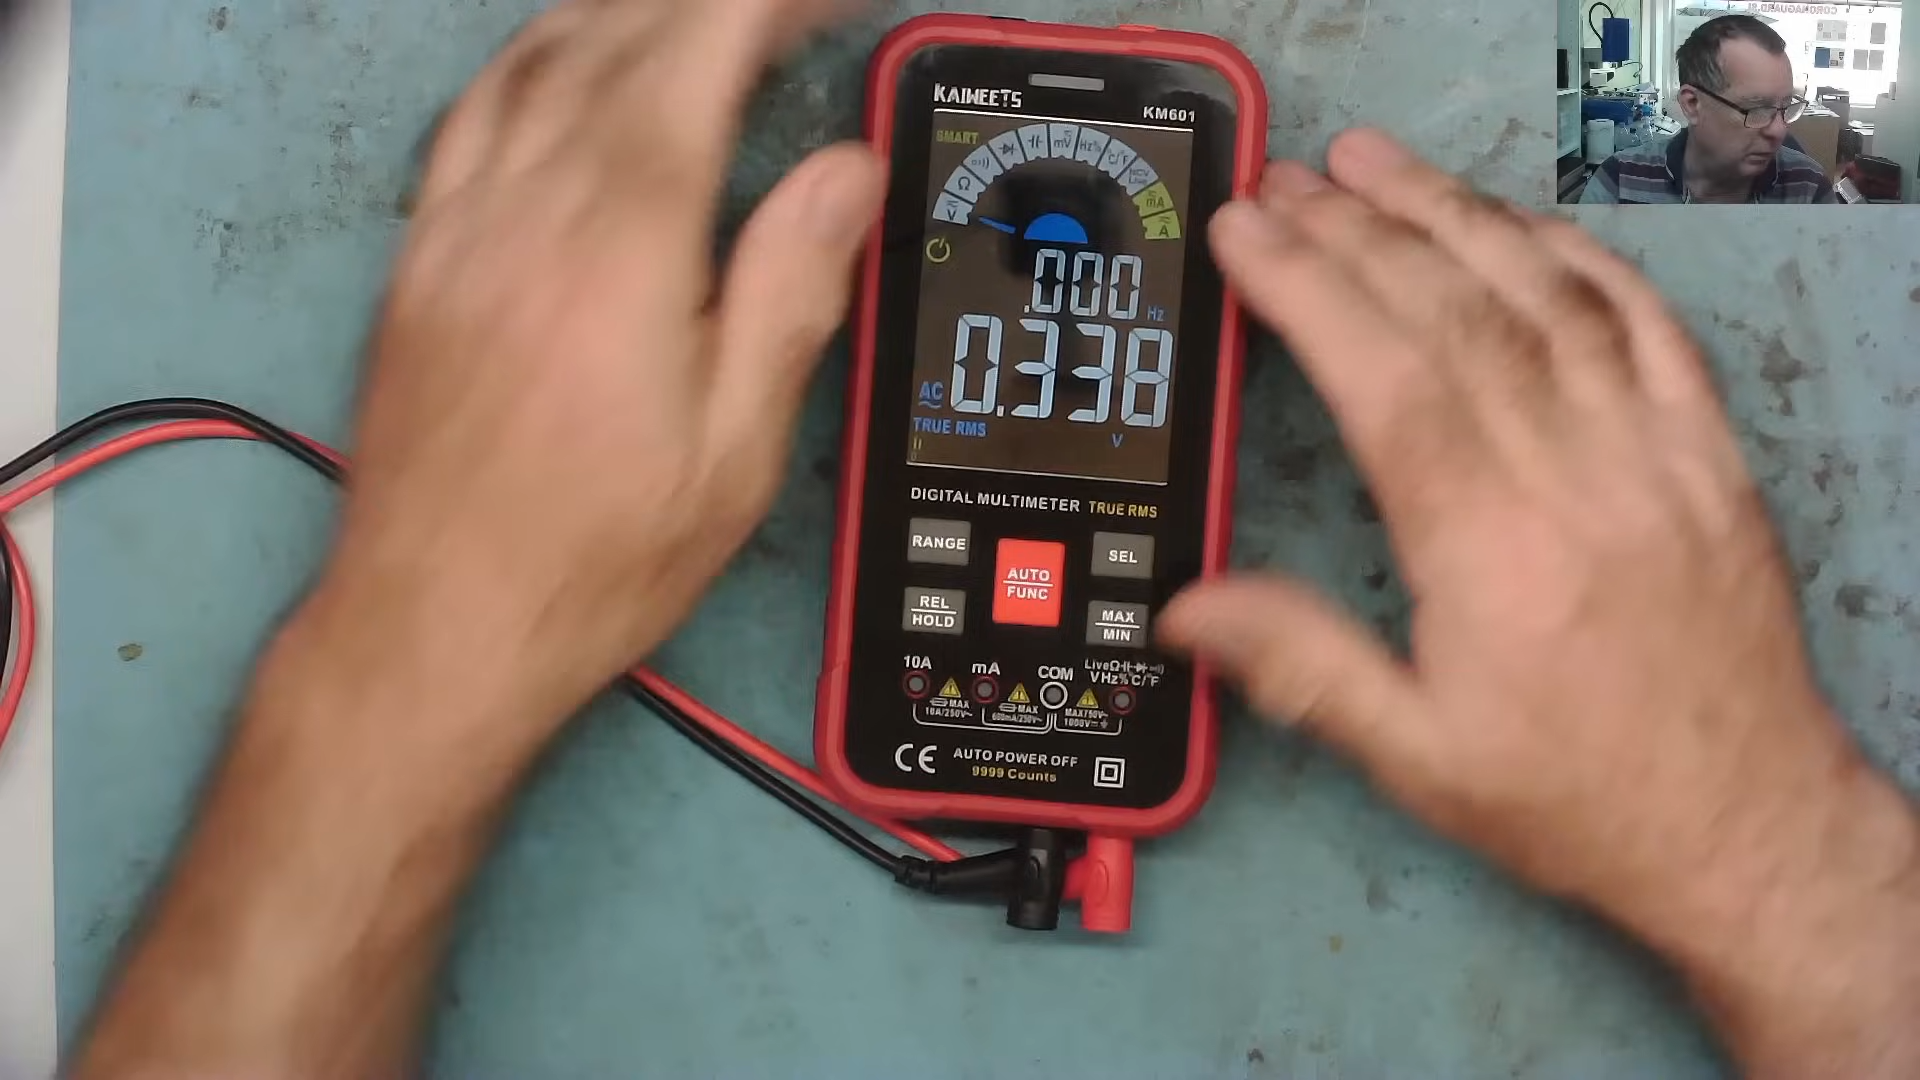 KAIWEETS
KM601
SMART
V Ω mV Hz% °C/°F NCV Live mA A
.000 Hz
AC 0.338
TRUE RMS V
DIGITAL MULTIMETER TRUE RMS
RANGE
SEL
AUTO
FUNC
REL
HOLD
MAX
MIN
10A
mA
COM
LiveΩ
VHz%°C/°F
MAX
10A/250V~
MAX
600mA/250V~
MAX750V~
1000V
CE
AUTO POWER OFF
9999 Counts